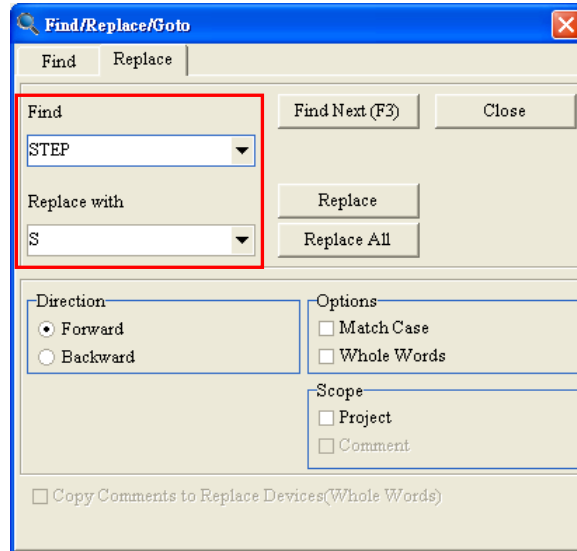 Find/Replace/Goto
Find Replace
Find Find Next (F3) Close
STEP
Replace with Replace
S Replace All
Direction Options
Forward Match Case
Backward Whole Words
Scope
Project
Comment
Copy Comments to Replace Devices(Whole Words)